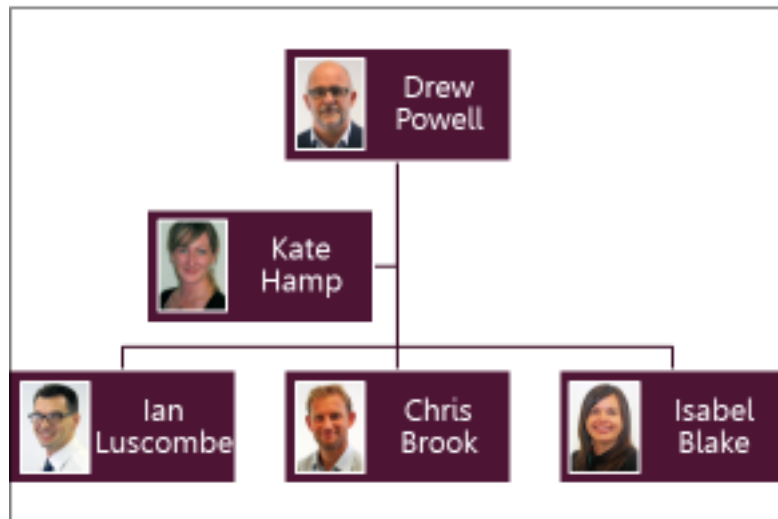 Drew
Powell
Kate
Hamp
Ian
Luscombe
Chris
Brook
Isabel
Blake